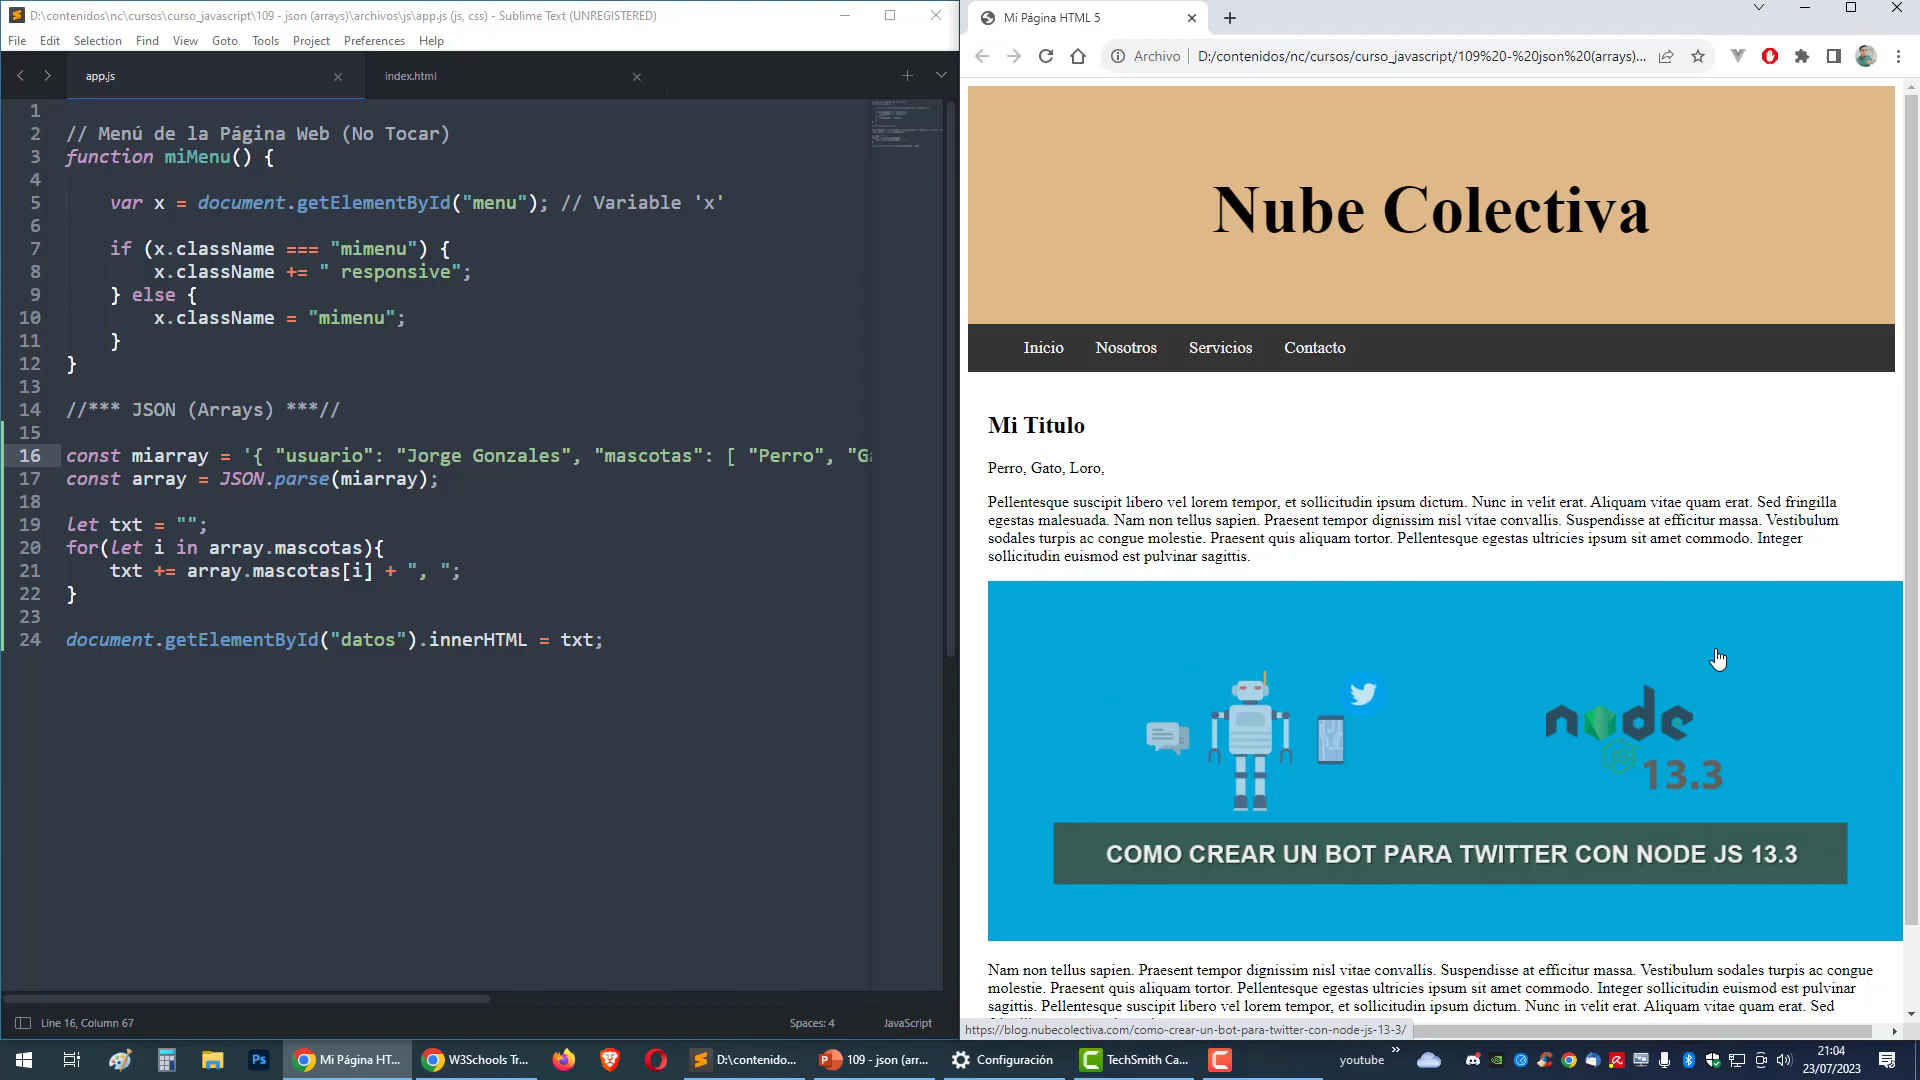 D:\contenidos\nc\cursos\curso_javascript\109 - json (arrays)\archivos\js\app.js (js, css) - Sublime Text (UNREGISTERED)
File Edit Selection Find View Goto Tools Project Preferences Help
app.js
index.html
1
2 // Menú de la Página Web (No Tocar)
3 function miMenu() {
4
5 var x = document.getElementById("menu"); // Variable 'x'
6
7 if (x.className === "mimenu") {
8 x.className += " responsive";
9 } else {
10 x.className = "mimenu";
11 }
12 }
13
14 //*** JSON (Arrays) ***//
15
16 const miarray = '{ "usuario": "Jorge Gonzales", "mascotas": [ "Perro", "Ga
17 const array = JSON.parse(miarray);
18
19 let txt = "";
20 for(let i in array.mascotas){
21 txt += array.mascotas[i] + ", ";
22 }
23
24 document.getElementById("datos").innerHTML = txt;
Line 16, Column 67
Spaces: 4
JavaScript
Mi Página HTML 5
Archivo D:/contenidos/nc/cursos/curso_javascript/109%20-%20json%20(arrays)...
Nube Colectiva
Inicio Nosotros Servicios Contacto
Mi Titulo
Perro, Gato, Loro,
Pellentesque suscipit libero vel lorem tempor, et sollicitudin ipsum dictum. Nunc in velit erat. Aliquam vitae quam erat. Sed fringilla
egestas malesuada. Nam non tellus sapien. Praesent tempor dignissim nisl vitae convallis. Suspendisse at efficitur massa. Vestibulum
sodales turpis ac congue molestie. Praesent quis aliquam tortor. Pellentesque egestas ultricies ipsum sit amet commodo. Integer
sollicitudin euismod est pulvinar sagittis.
node
13.3
COMO CREAR UN BOT PARA TWITTER CON NODE JS 13.3
Nam non tellus sapien. Praesent tempor dignissim nisl vitae convallis. Suspendisse at efficitur massa. Vestibulum sodales turpis ac congue
molestie. Praesent quis aliquam tortor. Pellentesque egestas ultricies ipsum sit amet commodo. Integer sollicitudin euismod est pulvinar
sagittis. Pellentesque suscipit libero vel lorem tempor, et sollicitudin ipsum dictum. Nunc in velit erat. Aliquam vitae quam erat. Sed
https://blog.nubecolectiva.com/como-crear-un-bot-para-twitter-con-node-js-13-3/
Ps
Mi Página HT...
W3Schools Tr...
D:\contenido...
109 - json (arr...
Configuración
TechSmith Ca...
youtube
21:04
23/07/2023